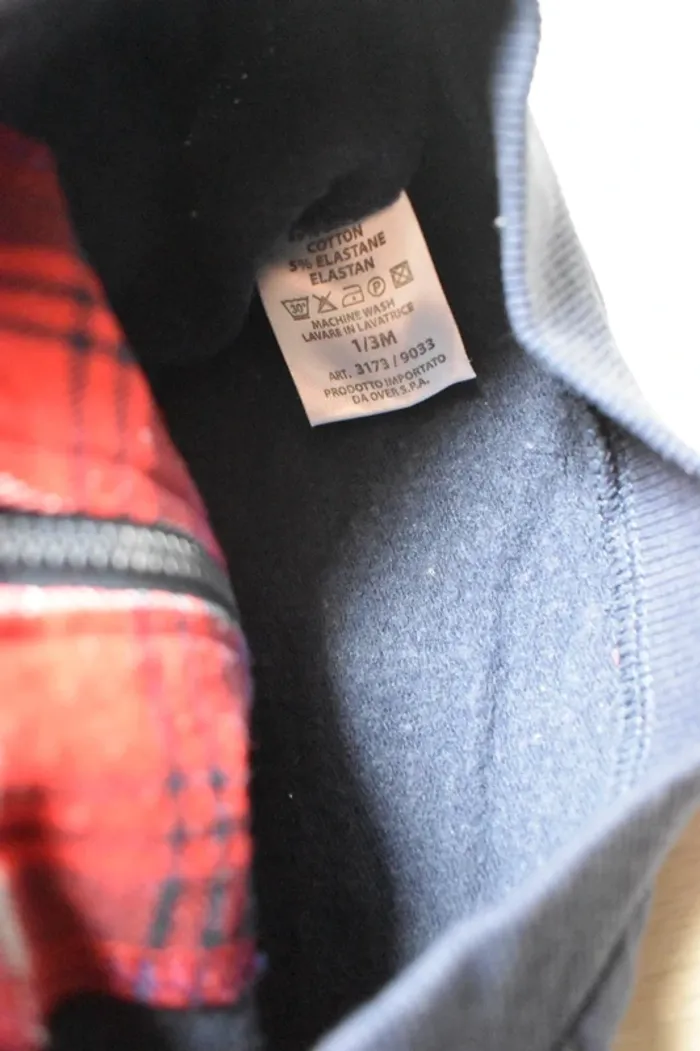 COTTON
5% ELASTANE
ELASTAN
30°
P
MACHINE WASH
LAVARE IN LAVATRICE
1/3M
ART. 3173/9033
PRODOTTO IMPORTATO
DA OVER S.P.A.